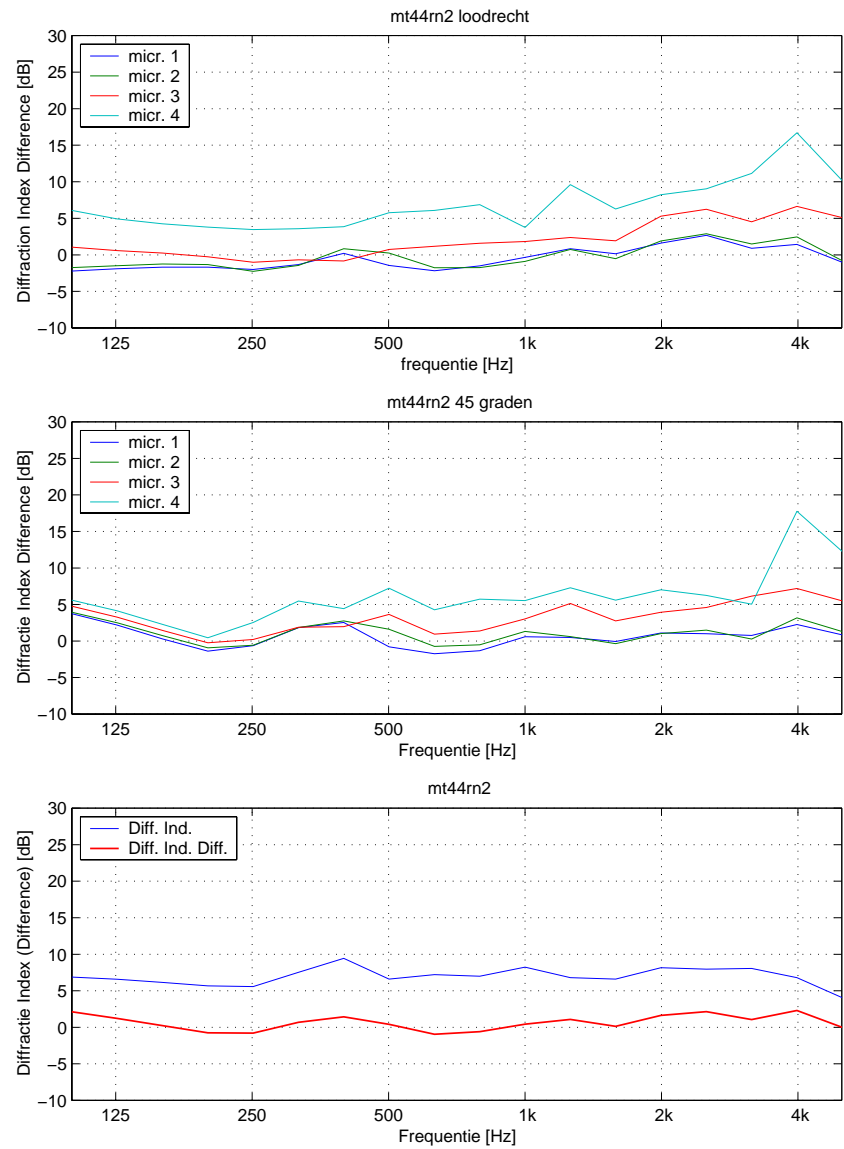 mt44rn2 loodrecht
Diffraction Index Difference [dB]
30
25
20
15
10
5
0
−5
−10
micr. 1
micr. 2
micr. 3
micr. 4
125 250 500 1k 2k 4k
frequentie [Hz]
mt44rn2 45 graden
Diffractie Index Difference [dB]
30
25
20
15
10
5
0
−5
−10
micr. 1
micr. 2
micr. 3
micr. 4
125 250 500 1k 2k 4k
Frequentie [Hz]
mt44rn2
Diffractie Index (Difference) [dB]
30
25
20
15
10
5
0
−5
−10
Diff. Ind.
Diff. Ind. Diff.
125 250 500 1k 2k 4k
Frequentie [Hz]